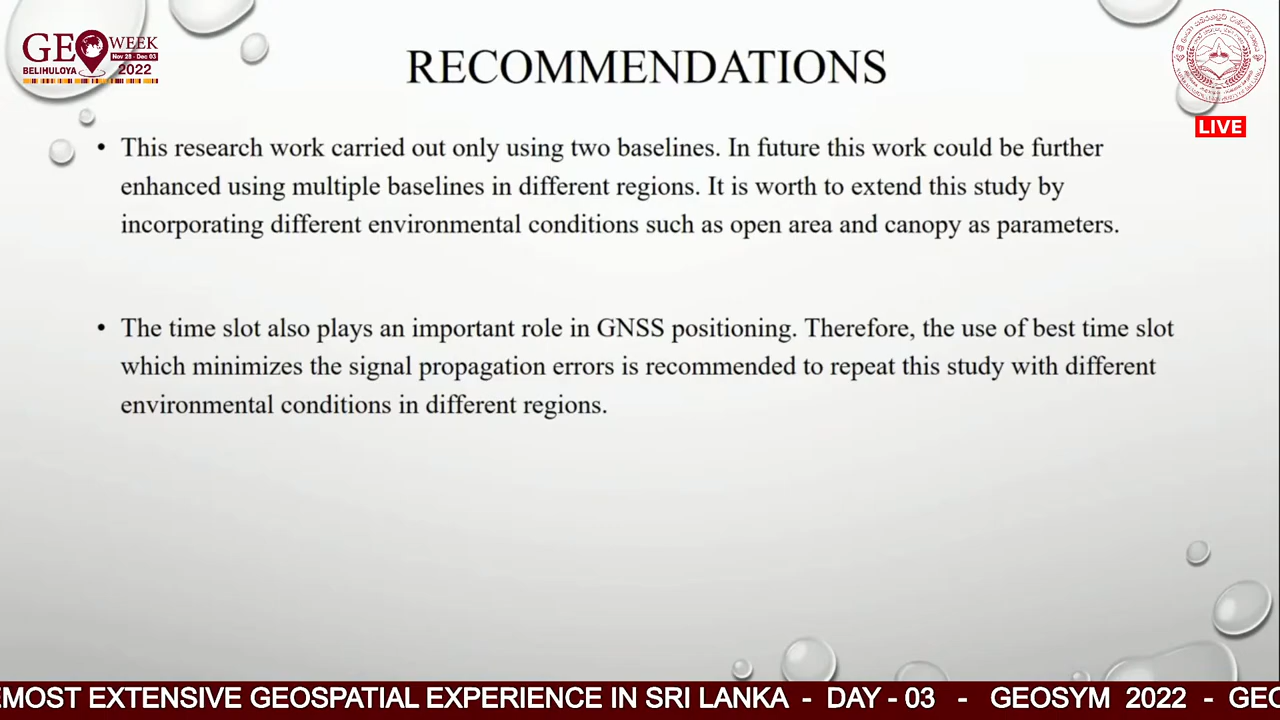 GEO WEEK
Nov 28 - Dec 03
BELIHULOYA 2022
RECOMMENDATIONS
LIVE
• This research work carried out only using two baselines. In future this work could be further
enhanced using multiple baselines in different regions. It is worth to extend this study by
incorporating different environmental conditions such as open area and canopy as parameters.
• The time slot also plays an important role in GNSS positioning. Therefore, the use of best time slot
which minimizes the signal propagation errors is recommended to repeat this study with different
environmental conditions in different regions.
EMOST EXTENSIVE GEOSPATIAL EXPERIENCE IN SRI LANKA - DAY - 03 - GEOSYM 2022 - GEO